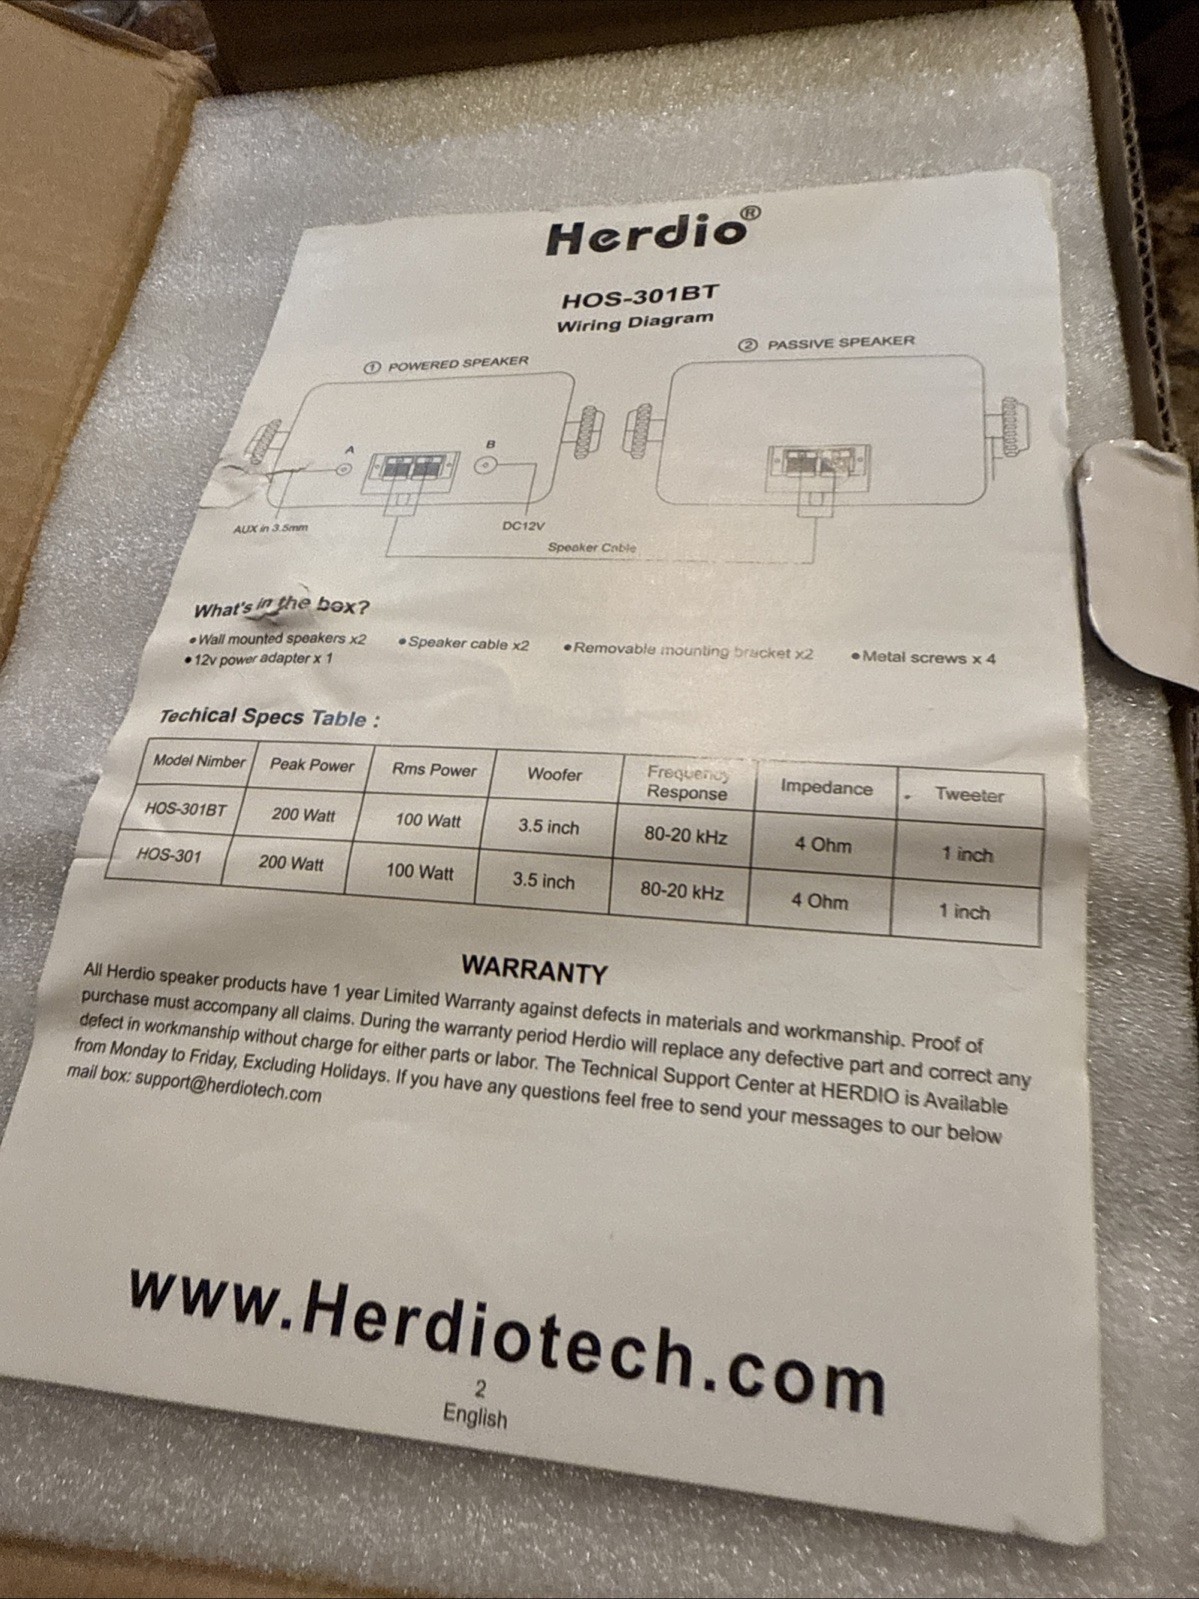 Herdio®
HOS-301BT
Wiring Diagram
① POWERED SPEAKER
② PASSIVE SPEAKER
A
B
AUX in 3.5mm
DC12V
Speaker Cable
What's in the box?
●Wall mounted speakers x2 ●Speaker cable x2 ●Removable mounting bracket x2 ●Metal screws x 4
●12v power adapter x 1
Techical Specs Table :
Model Nimber Peak Power Rms Power Woofer Frequency Response Impedance Tweeter
HOS-301BT 200 Watt 100 Watt 3.5 inch 80-20 kHz 4 Ohm 1 inch
HOS-301 200 Watt 100 Watt 3.5 inch 80-20 kHz 4 Ohm 1 inch
WARRANTY
All Herdio speaker products have 1 year Limited Warranty against defects in materials and workmanship. Proof of
purchase must accompany all claims. During the warranty period Herdio will replace any defective part and correct any
defect in workmanship without charge for either parts or labor. The Technical Support Center at HERDIO is Available
from Monday to Friday, Excluding Holidays. If you have any questions feel free to send your messages to our below
mail box: support@herdiotech.com
www.Herdiotech.com
2
English